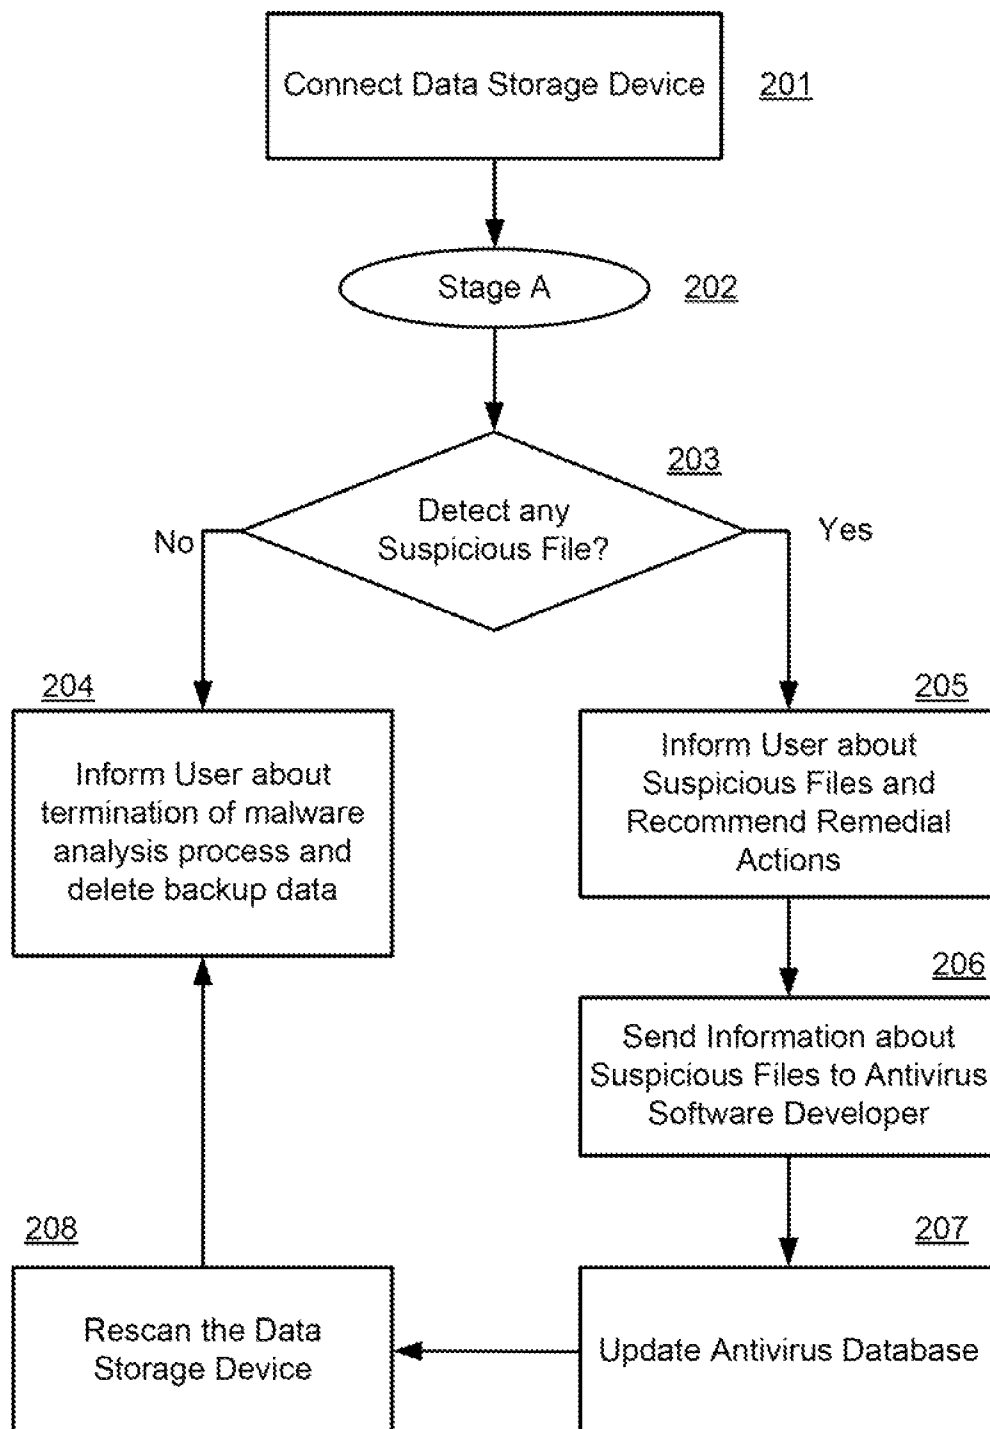 Connect Data Storage Device
201
Stage A
202
203
Detect any
Suspicious File?
No
Yes
204
Inform User about
termination of malware
analysis process and
delete backup data
205
Inform User about
Suspicious Files and
Recommend Remedial
Actions
206
Send Information about
Suspicious Files to Antivirus
Software Developer
208
Rescan the Data
Storage Device
207
Update Antivirus Database